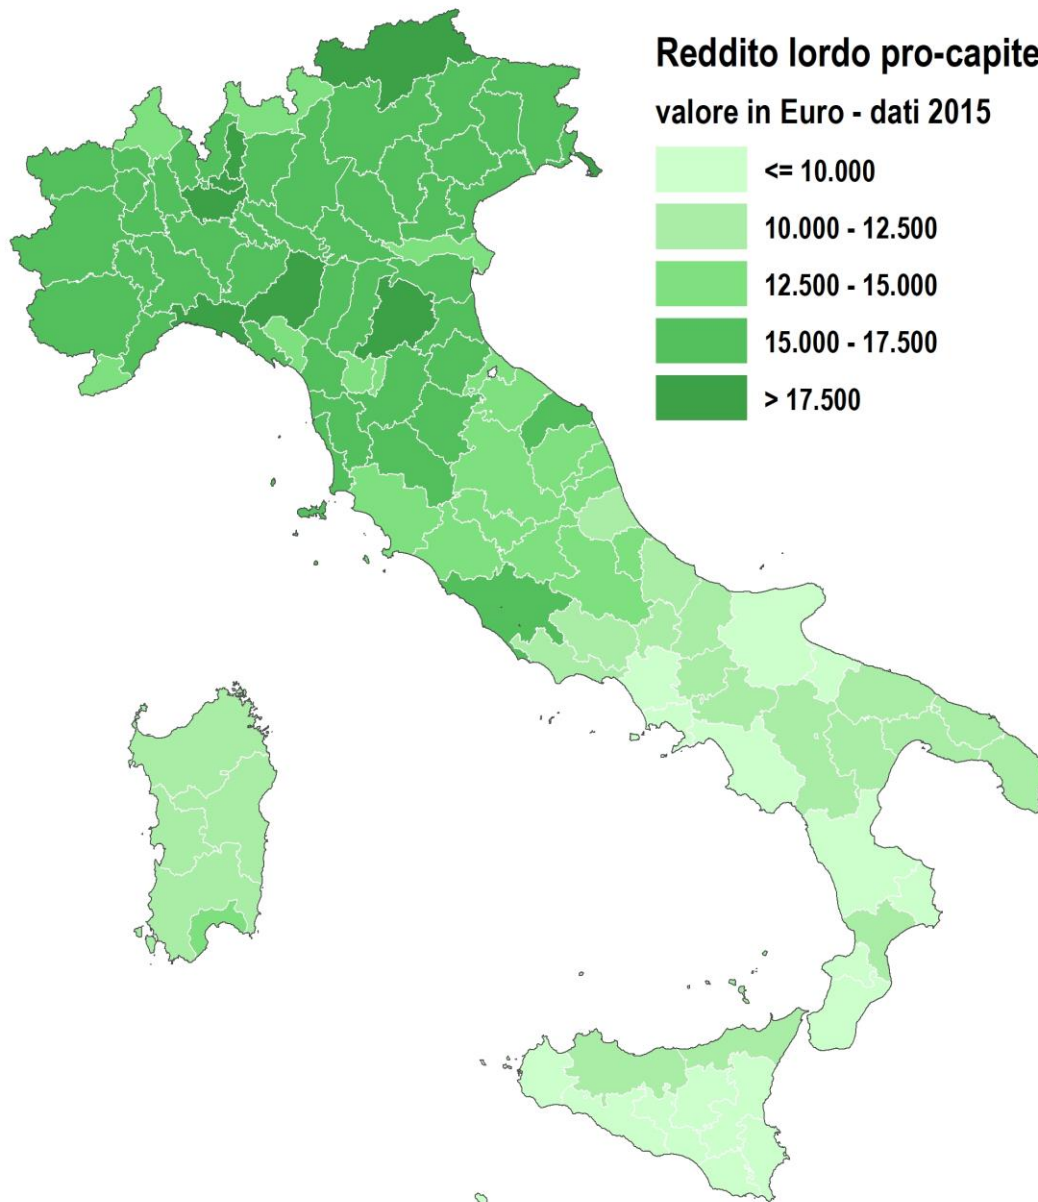 Reddito lordo pro-capite
valore in Euro - dati 2015
<= 10.000
10.000 - 12.500
12.500 - 15.000
15.000 - 17.500
> 17.500